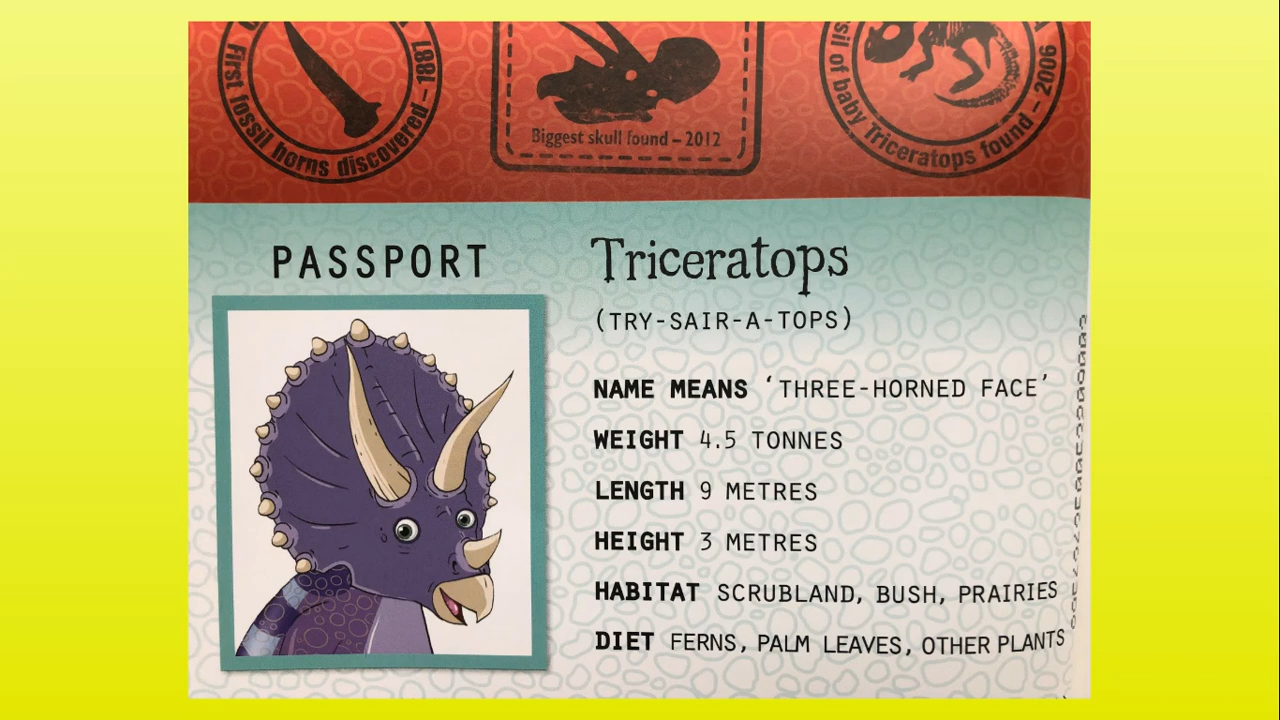 First fossil horns discovered – 1887
Biggest skull found – 2012
of baby Triceratops found – 2006
PASSPORT
Triceratops
(TRY-SAIR-A-TOPS)
NAME MEANS ‘THREE-HORNED FACE’
WEIGHT 4.5 TONNES
LENGTH 9 METRES
HEIGHT 3 METRES
HABITAT SCRUBLAND, BUSH, PRAIRIES
DIET FERNS, PALM LEAVES, OTHER PLANTS